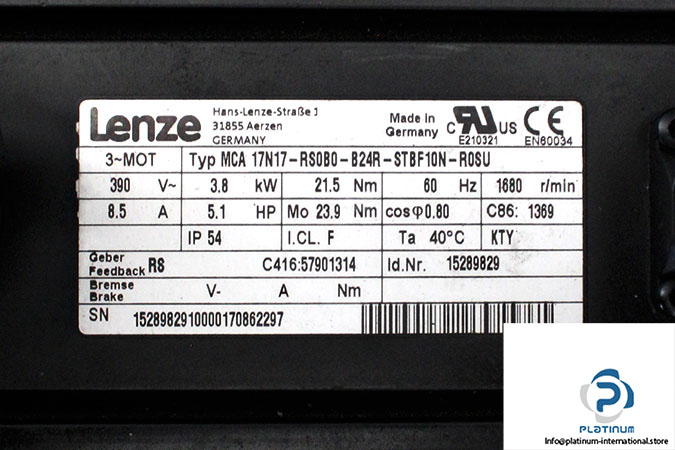 Lenze
Hans-Lenze-Straße 1
31855 Aerzen
GERMANY
Made in
Germany
C RU US CE
E210321 EN60034
3~MOT Typ MCA 17N17-RS0B0-B24R-ST8F10N-R0SU
390 V~ 3.8 kW 21.5 Nm 60 Hz 1680 r/min
8.5 A 5.1 HP Mo 23.9 Nm cosφ0.80 C86: 1369
IP 54 I.CL. F Ta 40°C KTY
Geber
Feedback RS C416:57901314 Id.Nr. 15289829
Bremse
Brake V- A Nm
SN 1528982910000170862297
PLATINUM
info@platinum-international.store